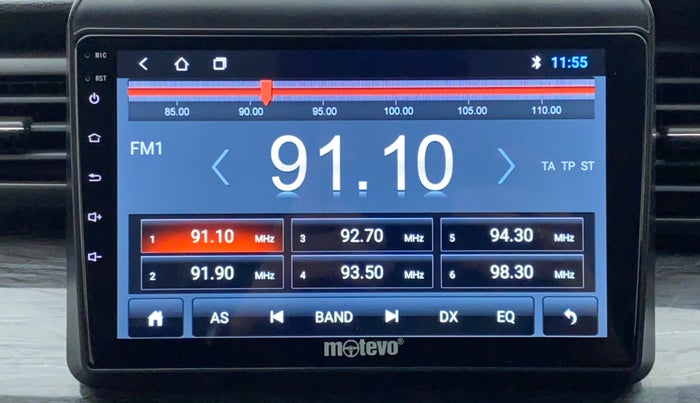 MIC
RST
11:55
85.00 90.00 95.00 100.00 105.00 110.00
FM1
91.10
TA TP ST
1 91.10 MHz 3 92.70 MHz 5 94.30 MHz
2 91.90 MHz 4 93.50 MHz 6 98.30 MHz
AS BAND DX EQ
motevo®